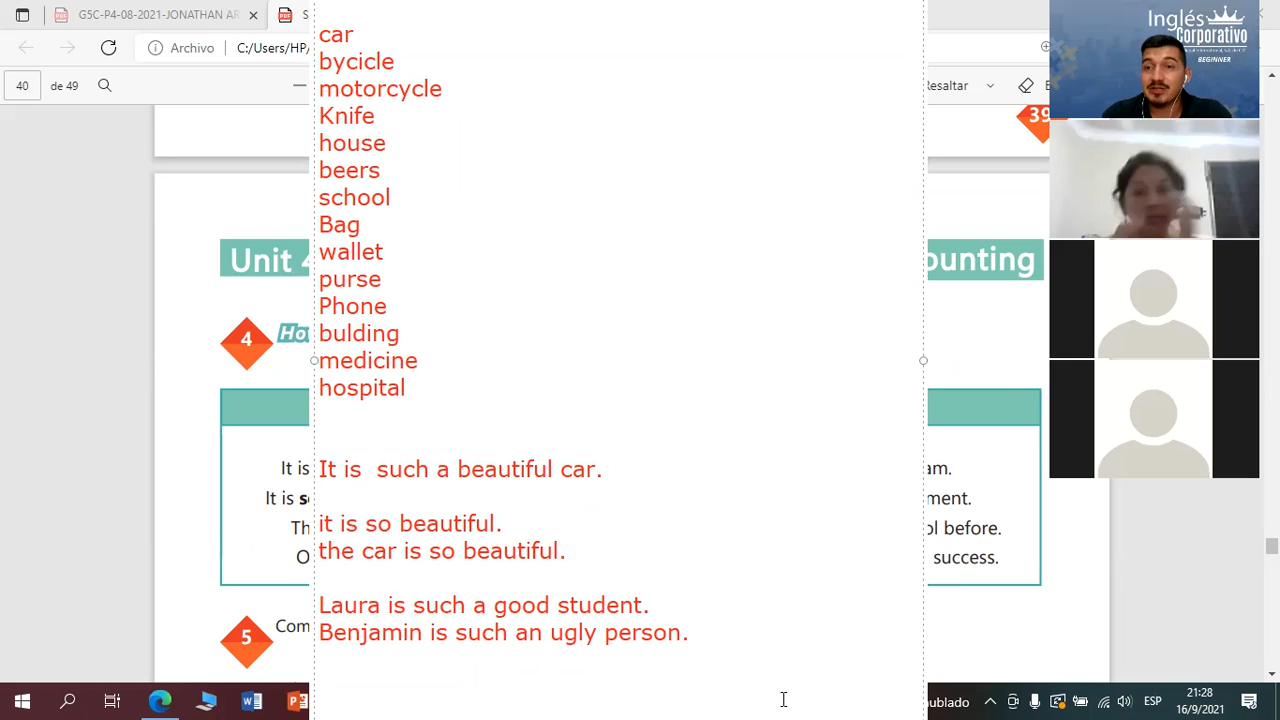 G5C-P4-08-2021-JONATHAN AR
S
Archivo
C:/Users/HP
40
de 49
Resaltar
B
39
car
bycicle
motorcycle
Knife
house
beers
school
Bag
wallet
purse
Phone
bulding
medicine
hospital
Unit 4
ounting
4
Ho
It is
am.
It is so
ment.
Th
ol before.
O
success.
It is  such a beautiful car.
it is so beautiful.
the car is so beautiful.
5
Com
Laura is such a good student.
Benjamin is such an ugly person.
Inglés
Corporativo
BEGINNER
nublado
ESP
21:28
16/9/2021